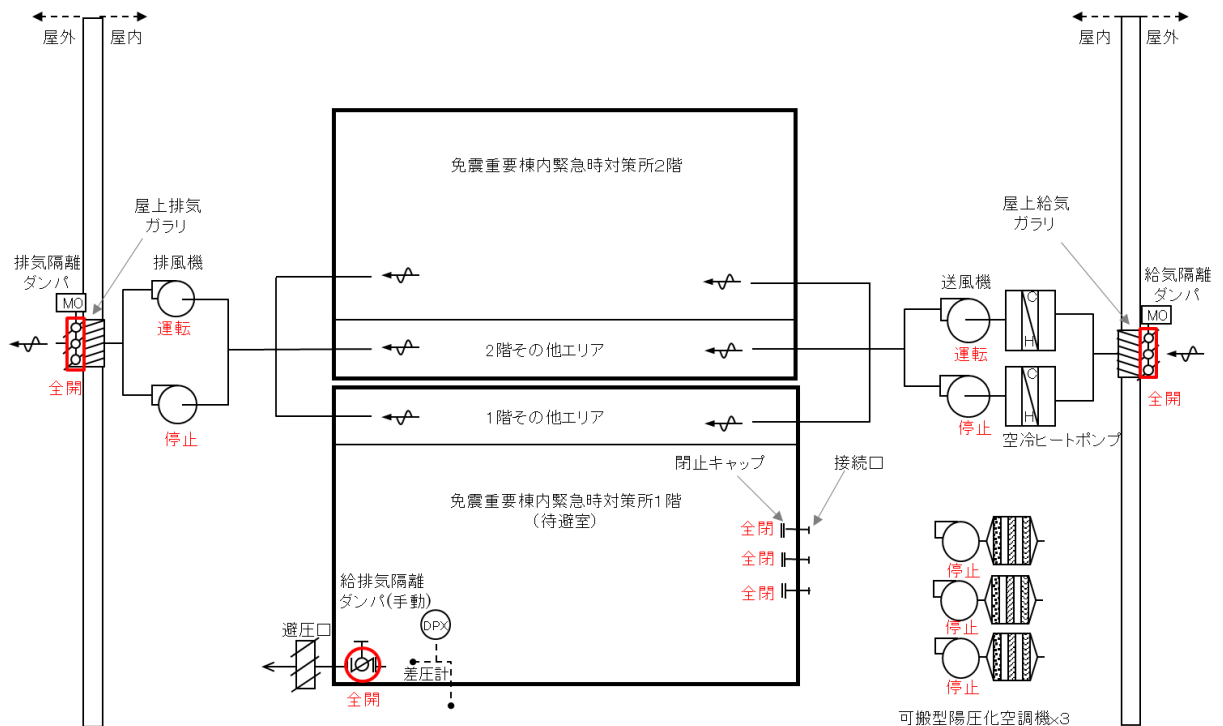 屋外 屋内
屋内 屋外
免震重要棟内緊急時対策所2階
屋上排気
ガラリ
屋上給気
ガラリ
排気隔離
ダンパ
排風機
送風機
給気隔離
ダンパ
MO
運転
C
H
運転
MO
2階その他エリア
全開
全開
停止
1階その他エリア
C
H
停止
空冷ヒートポンプ
閉止キャップ
接続口
免震重要棟内緊急時対策所1階
(待避室)
全閉
全閉
全閉
停止
停止
停止
給排気隔離
ダンパ(手動)
避圧口
DPX
差圧計
全開
可搬型陽圧化空調機×3